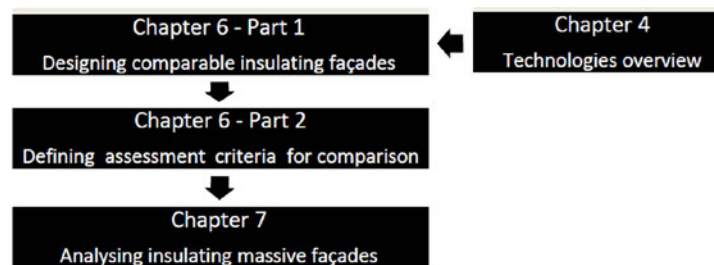 Chapter 6 - Part 1
Designing comparable insulating façades
Chapter 4
Technologies overview
Chapter 6 - Part 2
Defining assessment criteria for comparison
Chapter 7
Analysing insulating massive façades